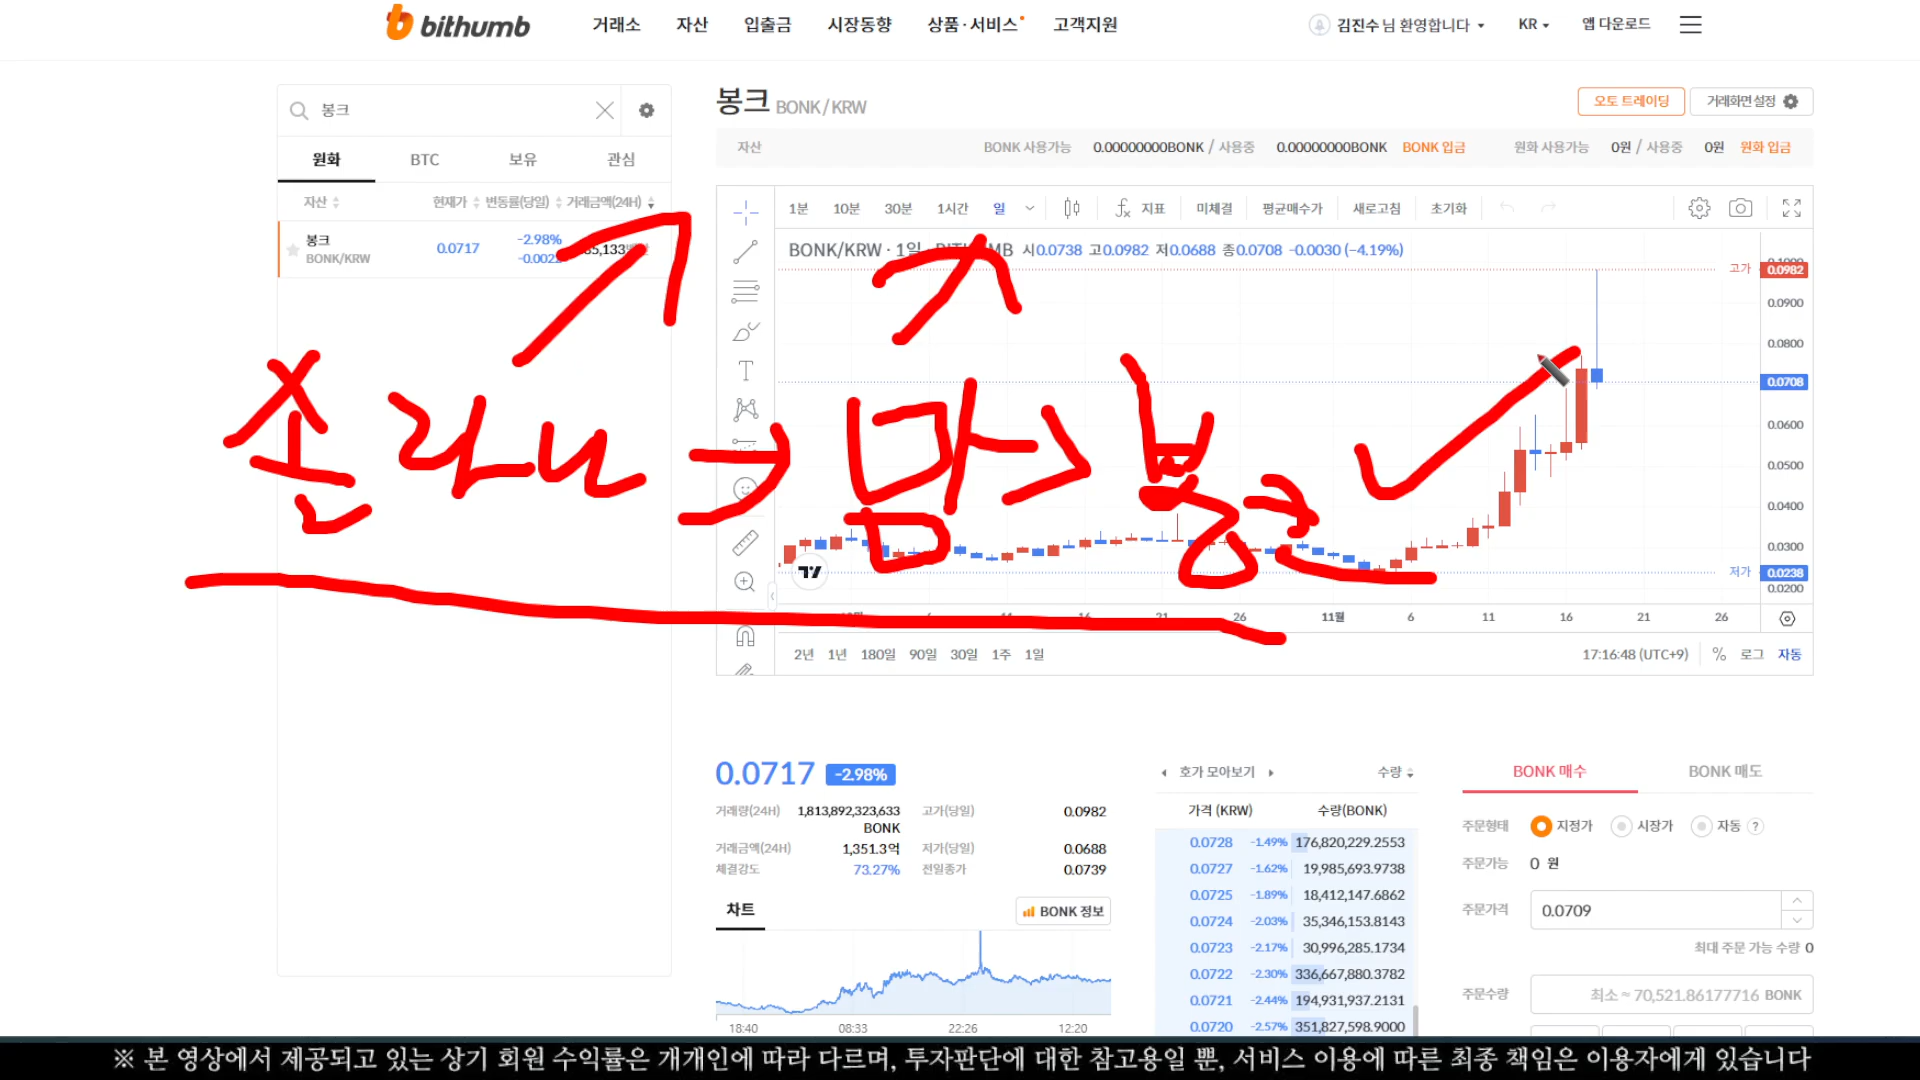 bithumb 거래소 자산 입출금 시장동향 상품·서비스 고객지원 김진수 님 환영합니다 KR 앱 다운로드
봉크
원화 BTC 보유 관심
자산 현재가 변동률(당일) 거래금액(24H)
봉크 0.0717 -2.98%
BONK/KRW
봉크 BONK/KRW 오토 트레이딩 거래화면 설정
자산 BONK 사용가능 0.00000000BONK / 사용중 0.00000000BONK BONK 입금 원화 사용가능 0원 / 사용중 0원 원화 입금
1분 10분 30분 1시간 일 지표 미체결 평균매수가 새로고침 초기화
BONK/KRW · 1일 시0.0738 고0.0982 저0.0688 종0.0708 -0.0030 (-4.19%)
고가 0.0982
0.0900
0.0800
0.0708
0.0600
0.0500
0.0400
0.0300
저가 0.0238
0.0200
솔라나 → 밈 → 봉크
16 21 26 11월 6 11 16 21 26
2년 1년 180일 90일 30일 1주 1일 17:16:48 (UTC+9) % 로그 자동
0.0717 -2.98%
거래량(24H) 1,813,892,323,633 BONK 고가(당일) 0.0982
거래금액(24H) 1,351.3억 저가(당일) 0.0688
체결강도 73.27% 전일종가 0.0739
차트 BONK 정보
18:40 08:33 22:26 12:20
호가 모아보기 수량
가격 (KRW) 수량(BONK)
0.0728 -1.49% 176,820,229.2553
0.0727 -1.62% 19,985,693.9738
0.0725 -1.89% 18,412,147.6862
0.0724 -2.03% 35,346,153.8143
0.0723 -2.17% 30,996,285.1734
0.0722 -2.30% 336,667,880.3782
0.0721 -2.44% 194,931,937.2131
0.0720 -2.57% 351,827,598.9000
BONK 매수 BONK 매도
주문형태 지정가 시장가 자동 ?
주문가능 0 원
주문가격 0.0709
최대 주문 가능 수량 0
주문수량 최소 ≈ 70,521.86177716 BONK
※ 본 영상에서 제공되고 있는 상기 회원 수익률은 개개인에 따라 다르며, 투자판단에 대한 참고용일 뿐, 서비스 이용에 따른 최종 책임은 이용자에게 있습니다